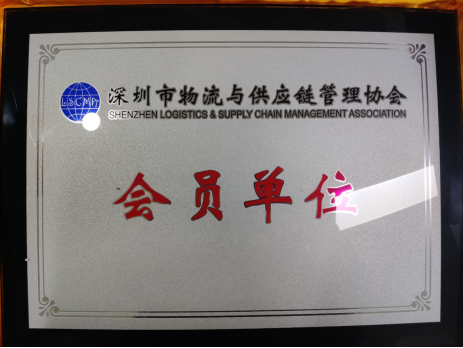 LSCMA
深圳市物流与供应链管理协会
SHENZHEN LOGISTICS & SUPPLY CHAIN MANAGEMENT ASSOCIATION
会员单位